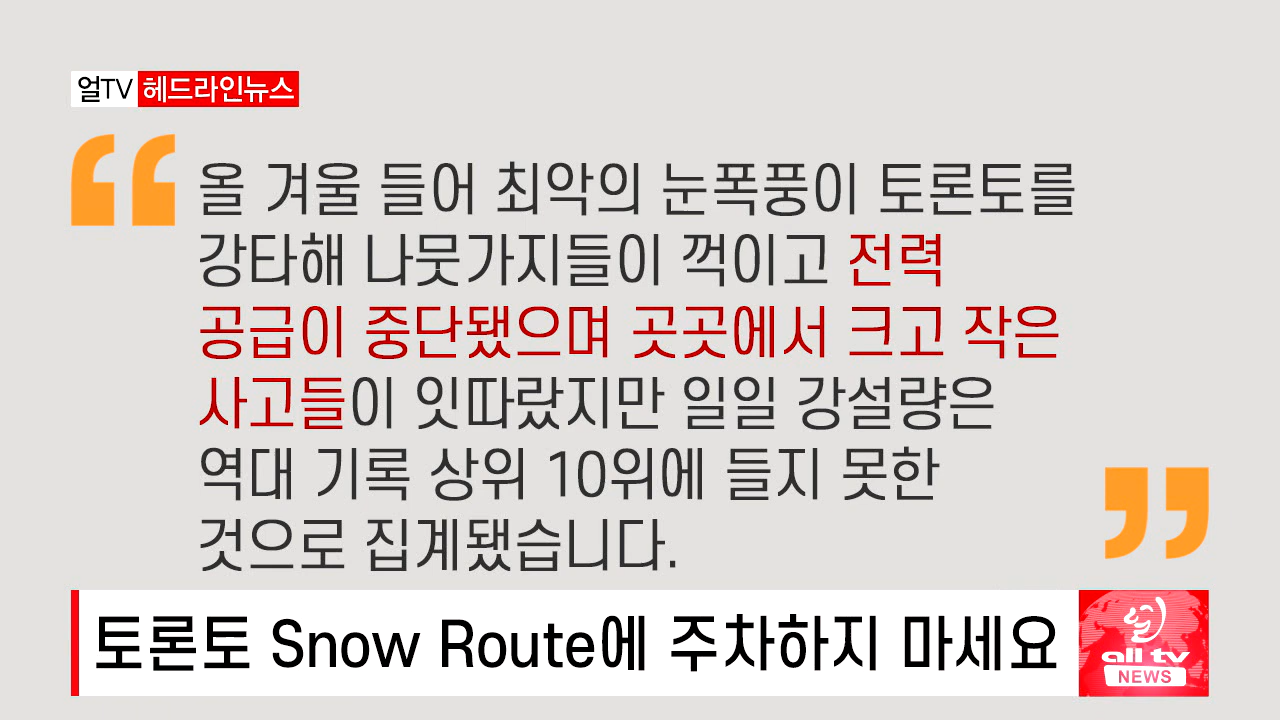 얼TV 헤드라인뉴스
올 겨울 들어 최악의 눈폭풍이 토론토를
강타해 나뭇가지들이 꺽이고 전력
공급이 중단됐으며 곳곳에서 크고 작은
사고들이 잇따랐지만 일일 강설량은
역대 기록 상위 10위에 들지 못한
것으로 집계됐습니다.
토론토 Snow Route에 주차하지 마세요
all tv
NEWS